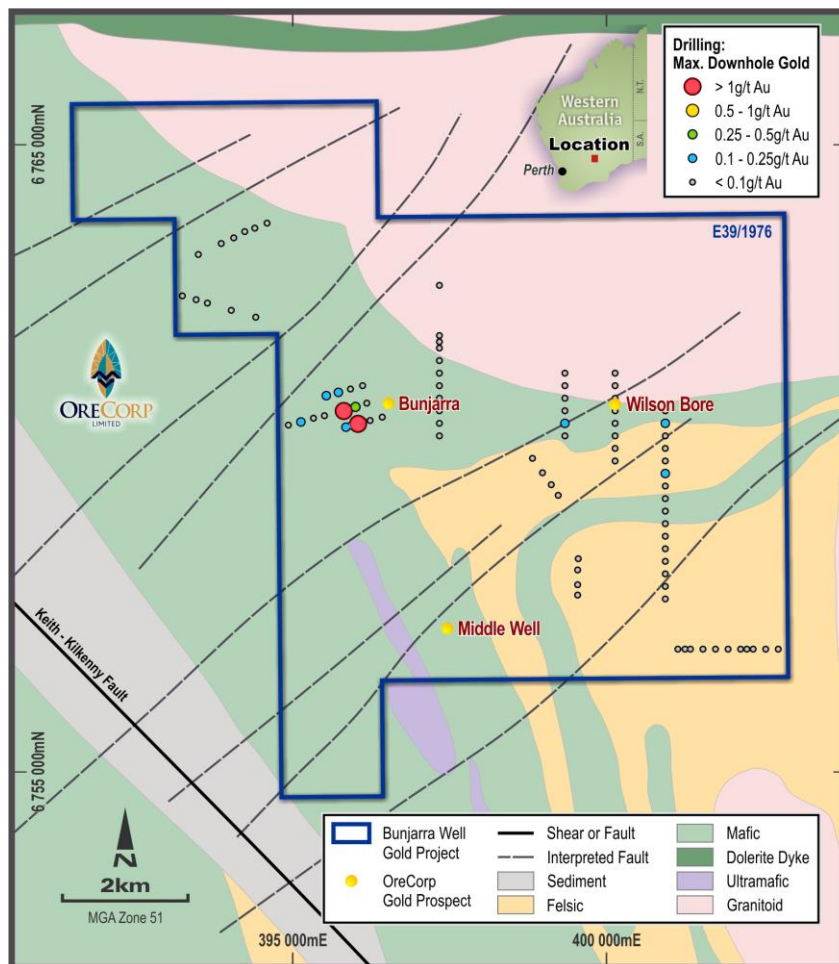 Drilling:
Max. Downhole Gold
> 1g/t Au
0.5 - 1g/t Au
0.25 - 0.5g/t Au
0.1 - 0.25g/t Au
< 0.1g/t Au
Western
Australia
Location
Perth
N.T.
S.A.
6 765 000mN
E39/1976
ORECORP
LIMITED
Bunjarra
Wilson Bore
Middle Well
Keith - Kilkenny Fault
6 755 000mN
N
2km
MGA Zone 51
Bunjarra Well
Gold Project
OreCorp
Gold Prospect
Shear or Fault
Interpreted Fault
Sediment
Felsic
Mafic
Dolerite Dyke
Ultramafic
Granitoid
395 000mE
400 000mE